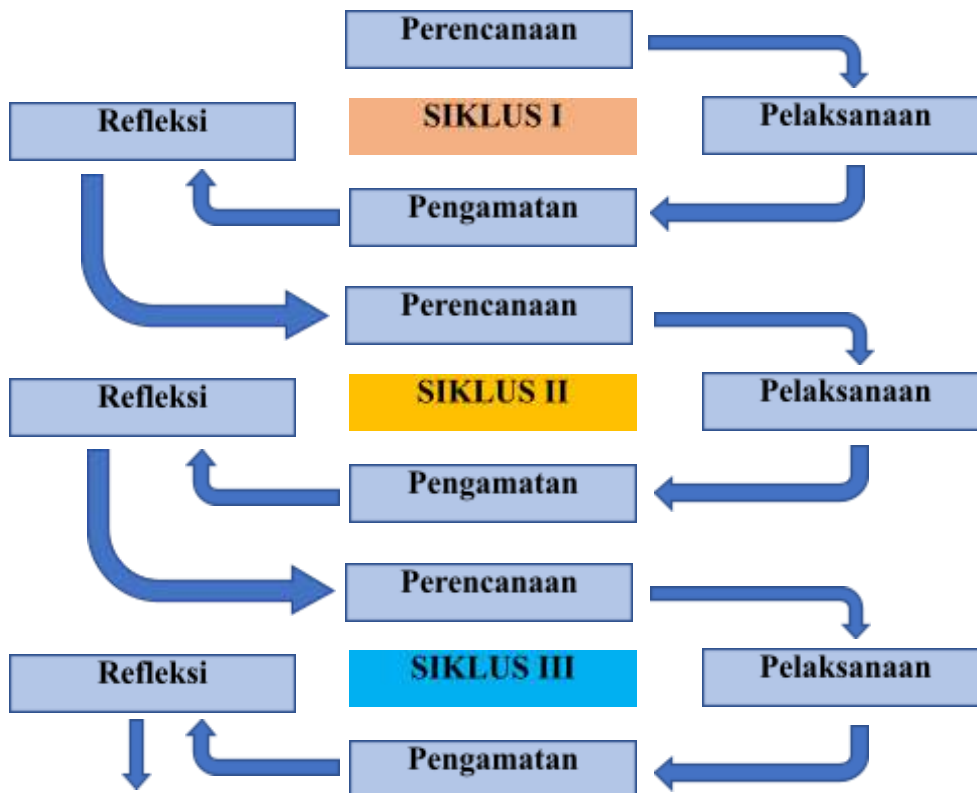 Perencanaan
Refleksi
SIKLUS I
Pelaksanaan
Pengamatan
Perencanaan
Refleksi
SIKLUS II
Pelaksanaan
Pengamatan
Perencanaan
Refleksi
SIKLUS III
Pelaksanaan
Pengamatan